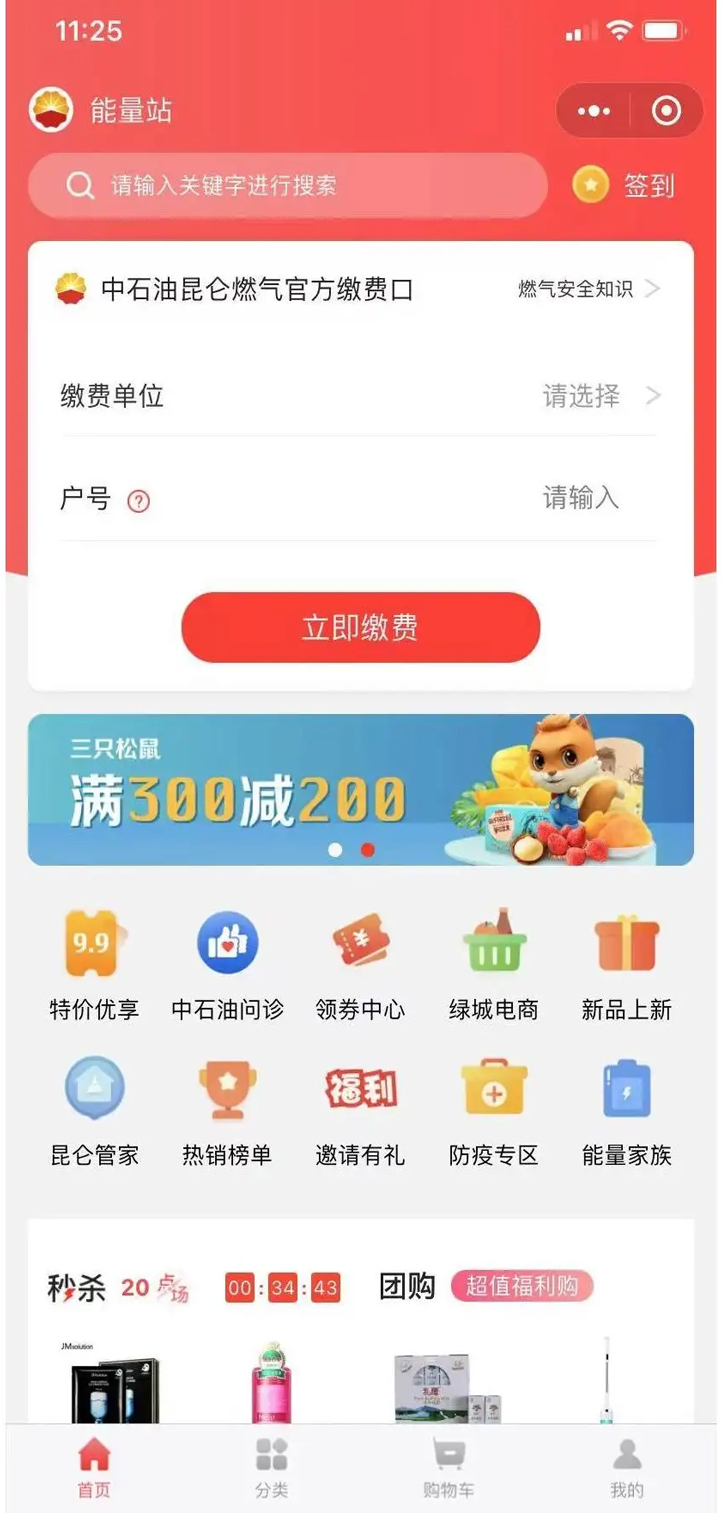 11:25
能量站
请输入关键字进行搜索
签到
中石油昆仑燃气官方缴费口
燃气安全知识
缴费单位
请选择
户号
?
请输入
立即缴费
三只松鼠
满300减200
9.9
特价优享
中石油问诊
领券中心
绿城电商
新品上新
福利
昆仑管家
热销榜单
邀请有礼
防疫专区
能量家族
秒杀 20点场 00:34:43
团购 超值福利购
JMsolution
首页
分类
购物车
我的